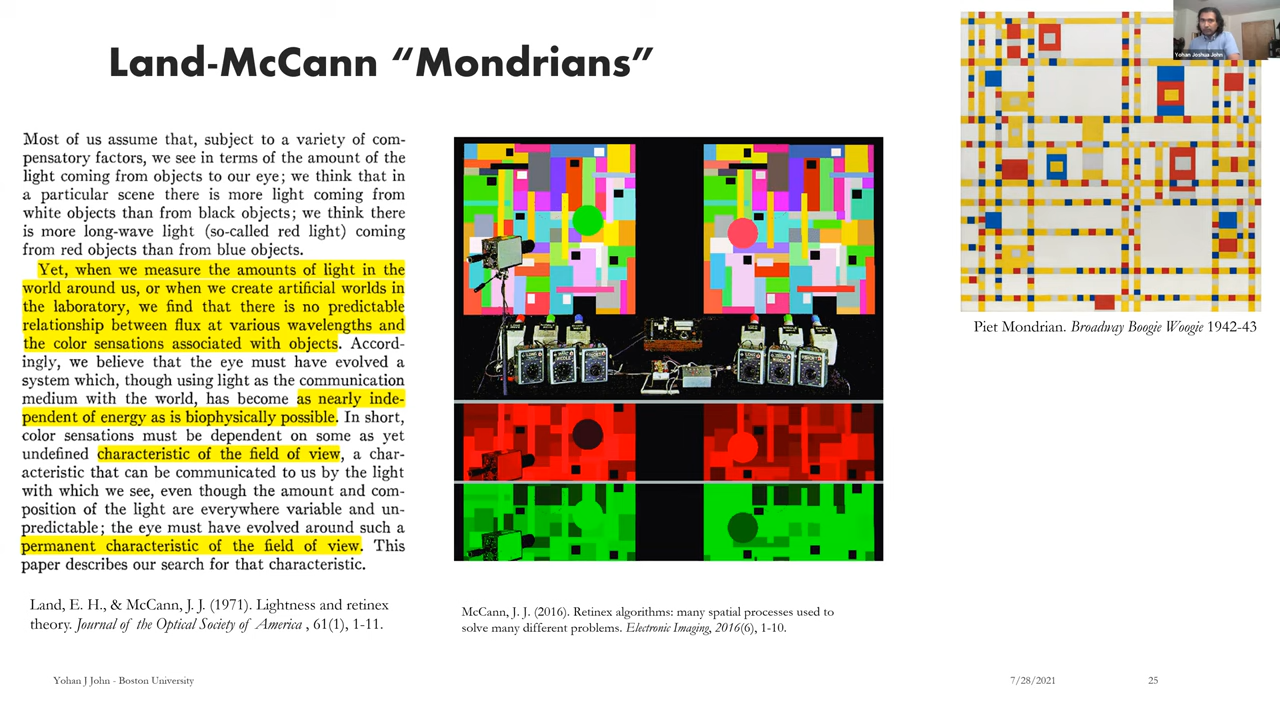 Land-McCann “Mondrians”
Most of us assume that, subject to a variety of com-
pensatory factors, we see in terms of the amount of the
light coming from objects to our eye; we think that in
a particular scene there is more light coming from
white objects than from black objects; we think there
is more long-wave light (so-called red light) coming
from red objects than from blue objects.
Yet, when we measure the amounts of light in the
world around us, or when we create artificial worlds in
the laboratory, we find that there is no predictable
relationship between flux at various wavelengths and
the color sensations associated with objects. Accord-
ingly, we believe that the eye must have evolved a
system which, though using light as the communication
medium with the world, has become as nearly inde-
pendent of energy as is biophysically possible. In short,
color sensations must be dependent on some as yet
undefined characteristic of the field of view, a char-
acteristic that can be communicated to us by the light
with which we see, even though the amount and com-
position of the light are everywhere variable and un-
predictable; the eye must have evolved around such a
permanent characteristic of the field of view. This
paper describes our search for that characteristic.
Land, E. H., & McCann, J. J. (1971). Lightness and retinex
theory. Journal of the Optical Society of America , 61(1), 1-11.
McCann, J. J. (2016). Retinex algorithms: many spatial processes used to
solve many different problems. Electronic Imaging, 2016(6), 1-10.
Yohan Joshua John
Piet Mondrian. Broadway Boogie Woogie 1942-43
Yohan J John - Boston University
7/28/2021
25